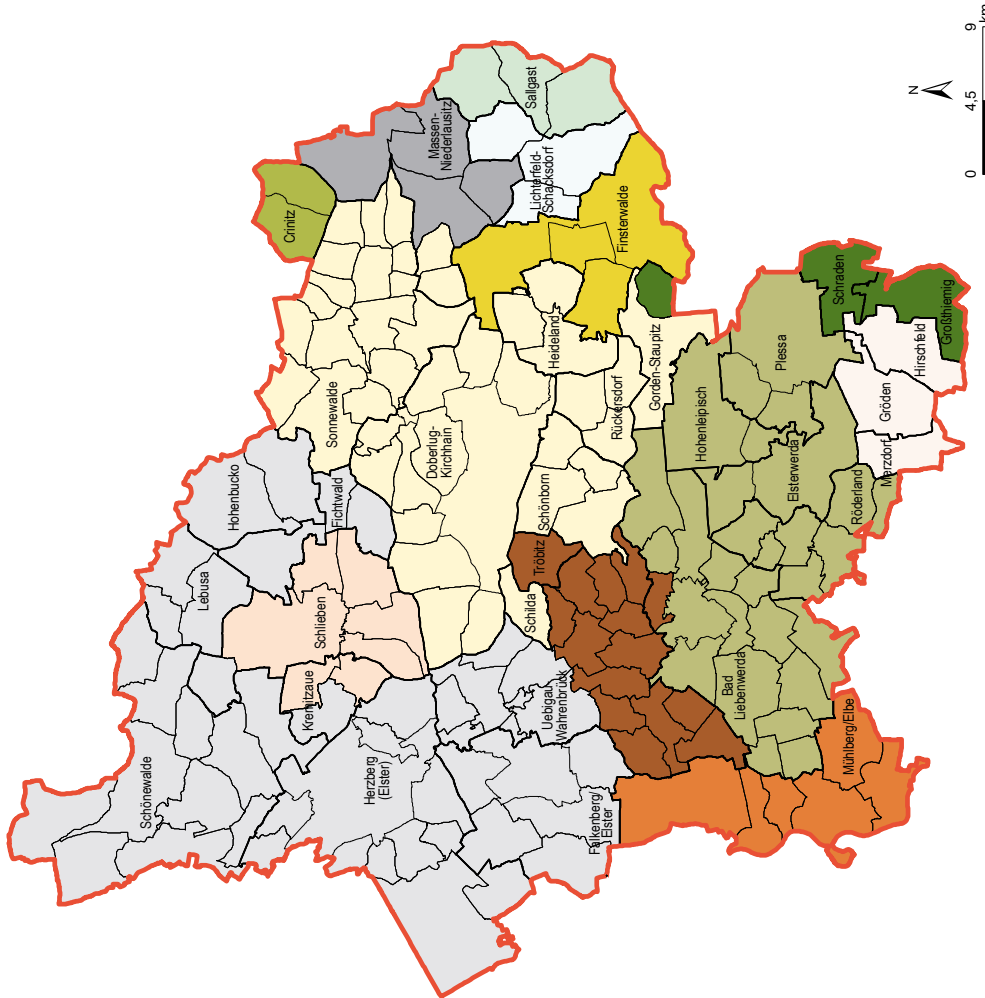 Schönewalde
Lebusa
Hohenbucko
Fichtwald
Schlieben
Kremitzaue
Herzberg
(Elster)
Falkenberg/
Elster
Uebigau-
Wahrenbrück
Schilda
Tröbitz
Schönborn
Doberlug-
Kirchhain
Sonnewalde
Crinitz
Massen-
Niederlausitz
Sallgast
Lichterfeld-
Schacksdorf
Finsterwalde
Heideland
Rückersdorf
Gorden-Staupitz
Hohenleipisch
Plessa
Elsterwerda
Röderland
Merzdorf
Gröden
Hirschfeld
Großthiemig
Schraden
Bad
Liebenwerda
Mühlberg/Elbe
N
0
4,5
9
km